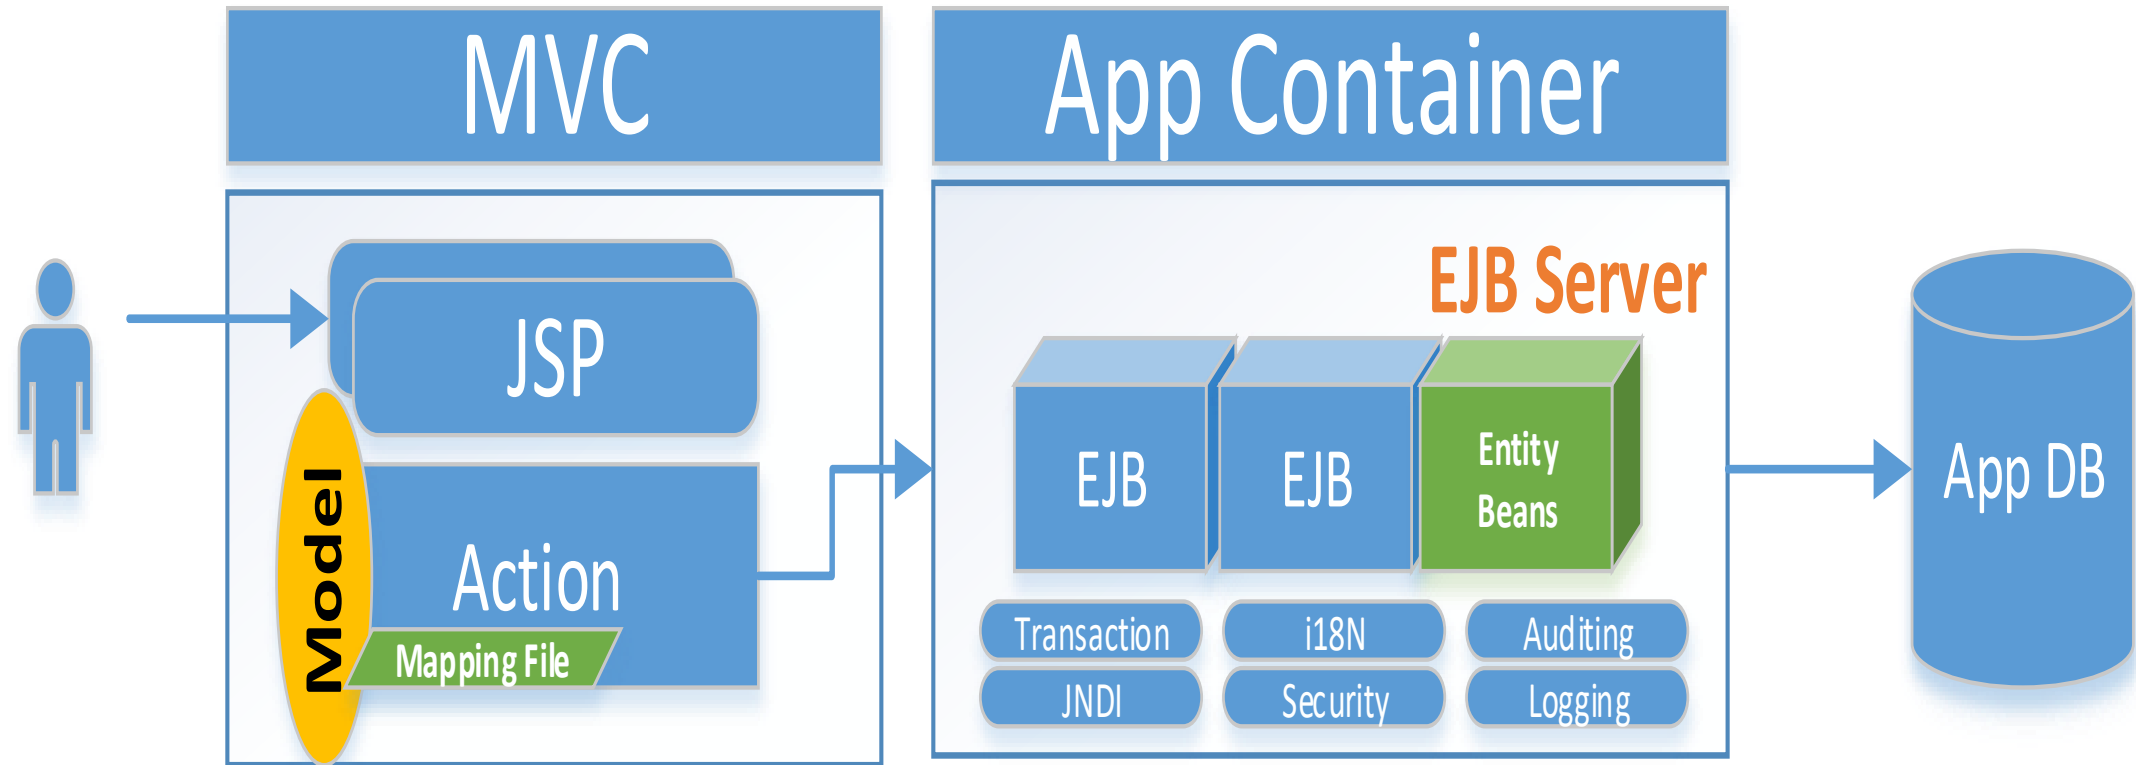 MVC
App Container
JSP
Model
Action
Mapping File
EJB Server
EJB
EJB
Entity
Beans
Transaction
i18N
Auditing
JNDI
Security
Logging
App DB